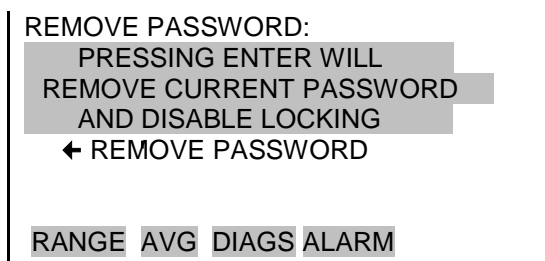 REMOVE PASSWORD:
PRESSING ENTER WILL
REMOVE CURRENT PASSWORD
AND DISABLE LOCKING
← REMOVE PASSWORD
RANGE AVG DIAGS ALARM